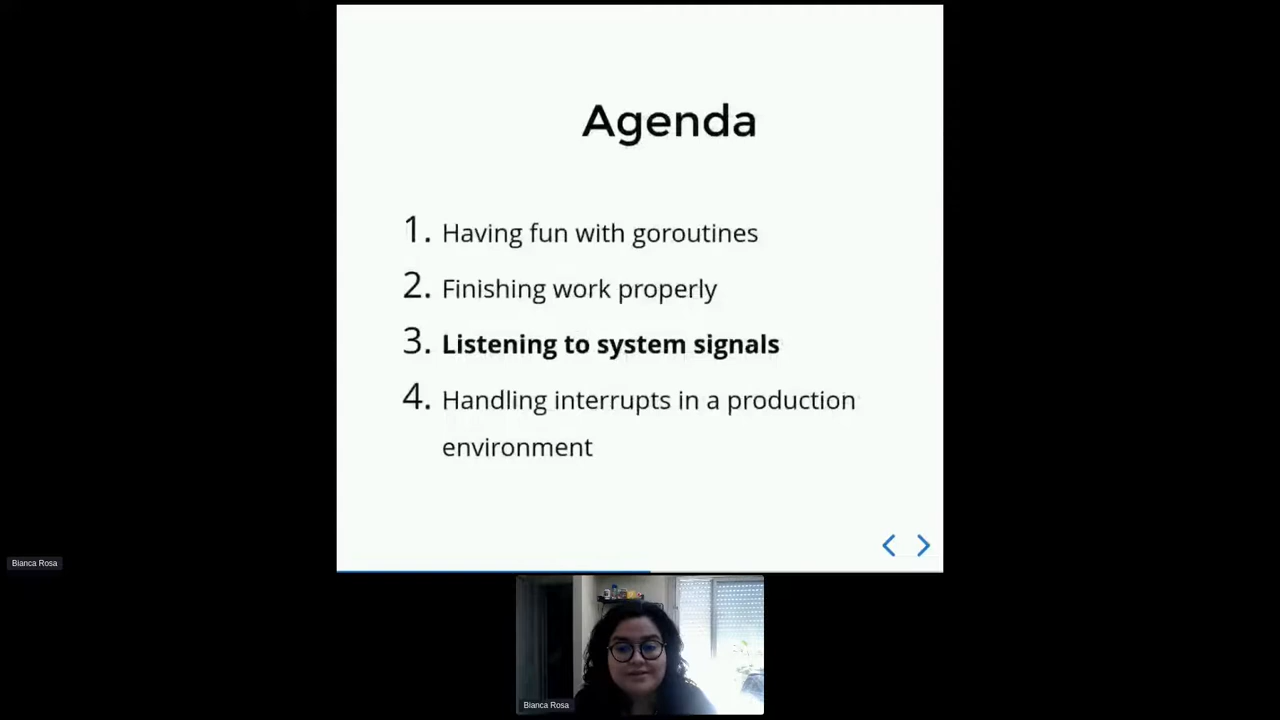 Agenda
1. Having fun with goroutines
2. Finishing work properly
3. Listening to system signals
4. Handling interrupts in a production
environment
Bianca Rosa
Bianca Rosa